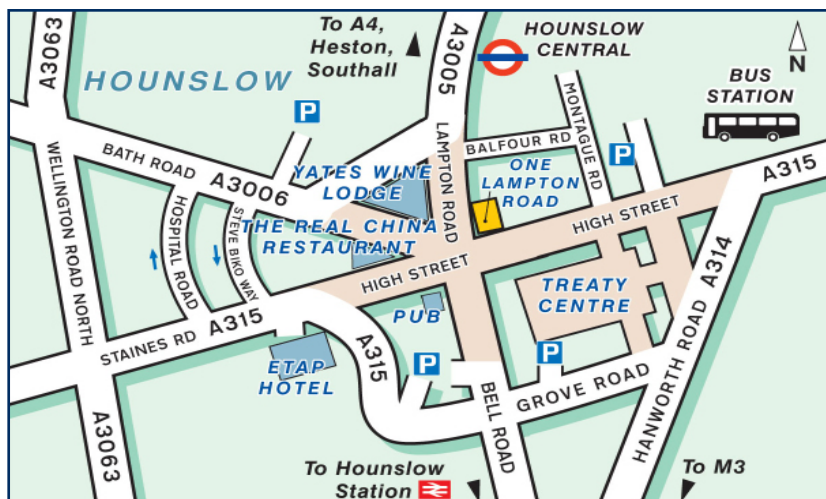 A3063
To A4,
Heston,
Southall
A3005
HOUNSLOW
CENTRAL
N
HOUNSLOW
P
BUS
STATION
MONTAGUE RD
BALFOUR RD
P
LAMPTON ROAD
BATH ROAD
A3006
YATES WINE
LODGE
ONE
LAMPTON
ROAD
A315
WELLINGTON ROAD NORTH
HOSPITAL ROAD
STEVE BIKO WAY
THE REAL CHINA
RESTAURANT
HIGH STREET
HIGH STREET
A314
TREATY
CENTRE
STAINES RD
A315
PUB
ETAP
HOTEL
A315
P
P
GROVE ROAD
BELL ROAD
HANWORTH ROAD
A3063
To Hounslow
Station
To M3